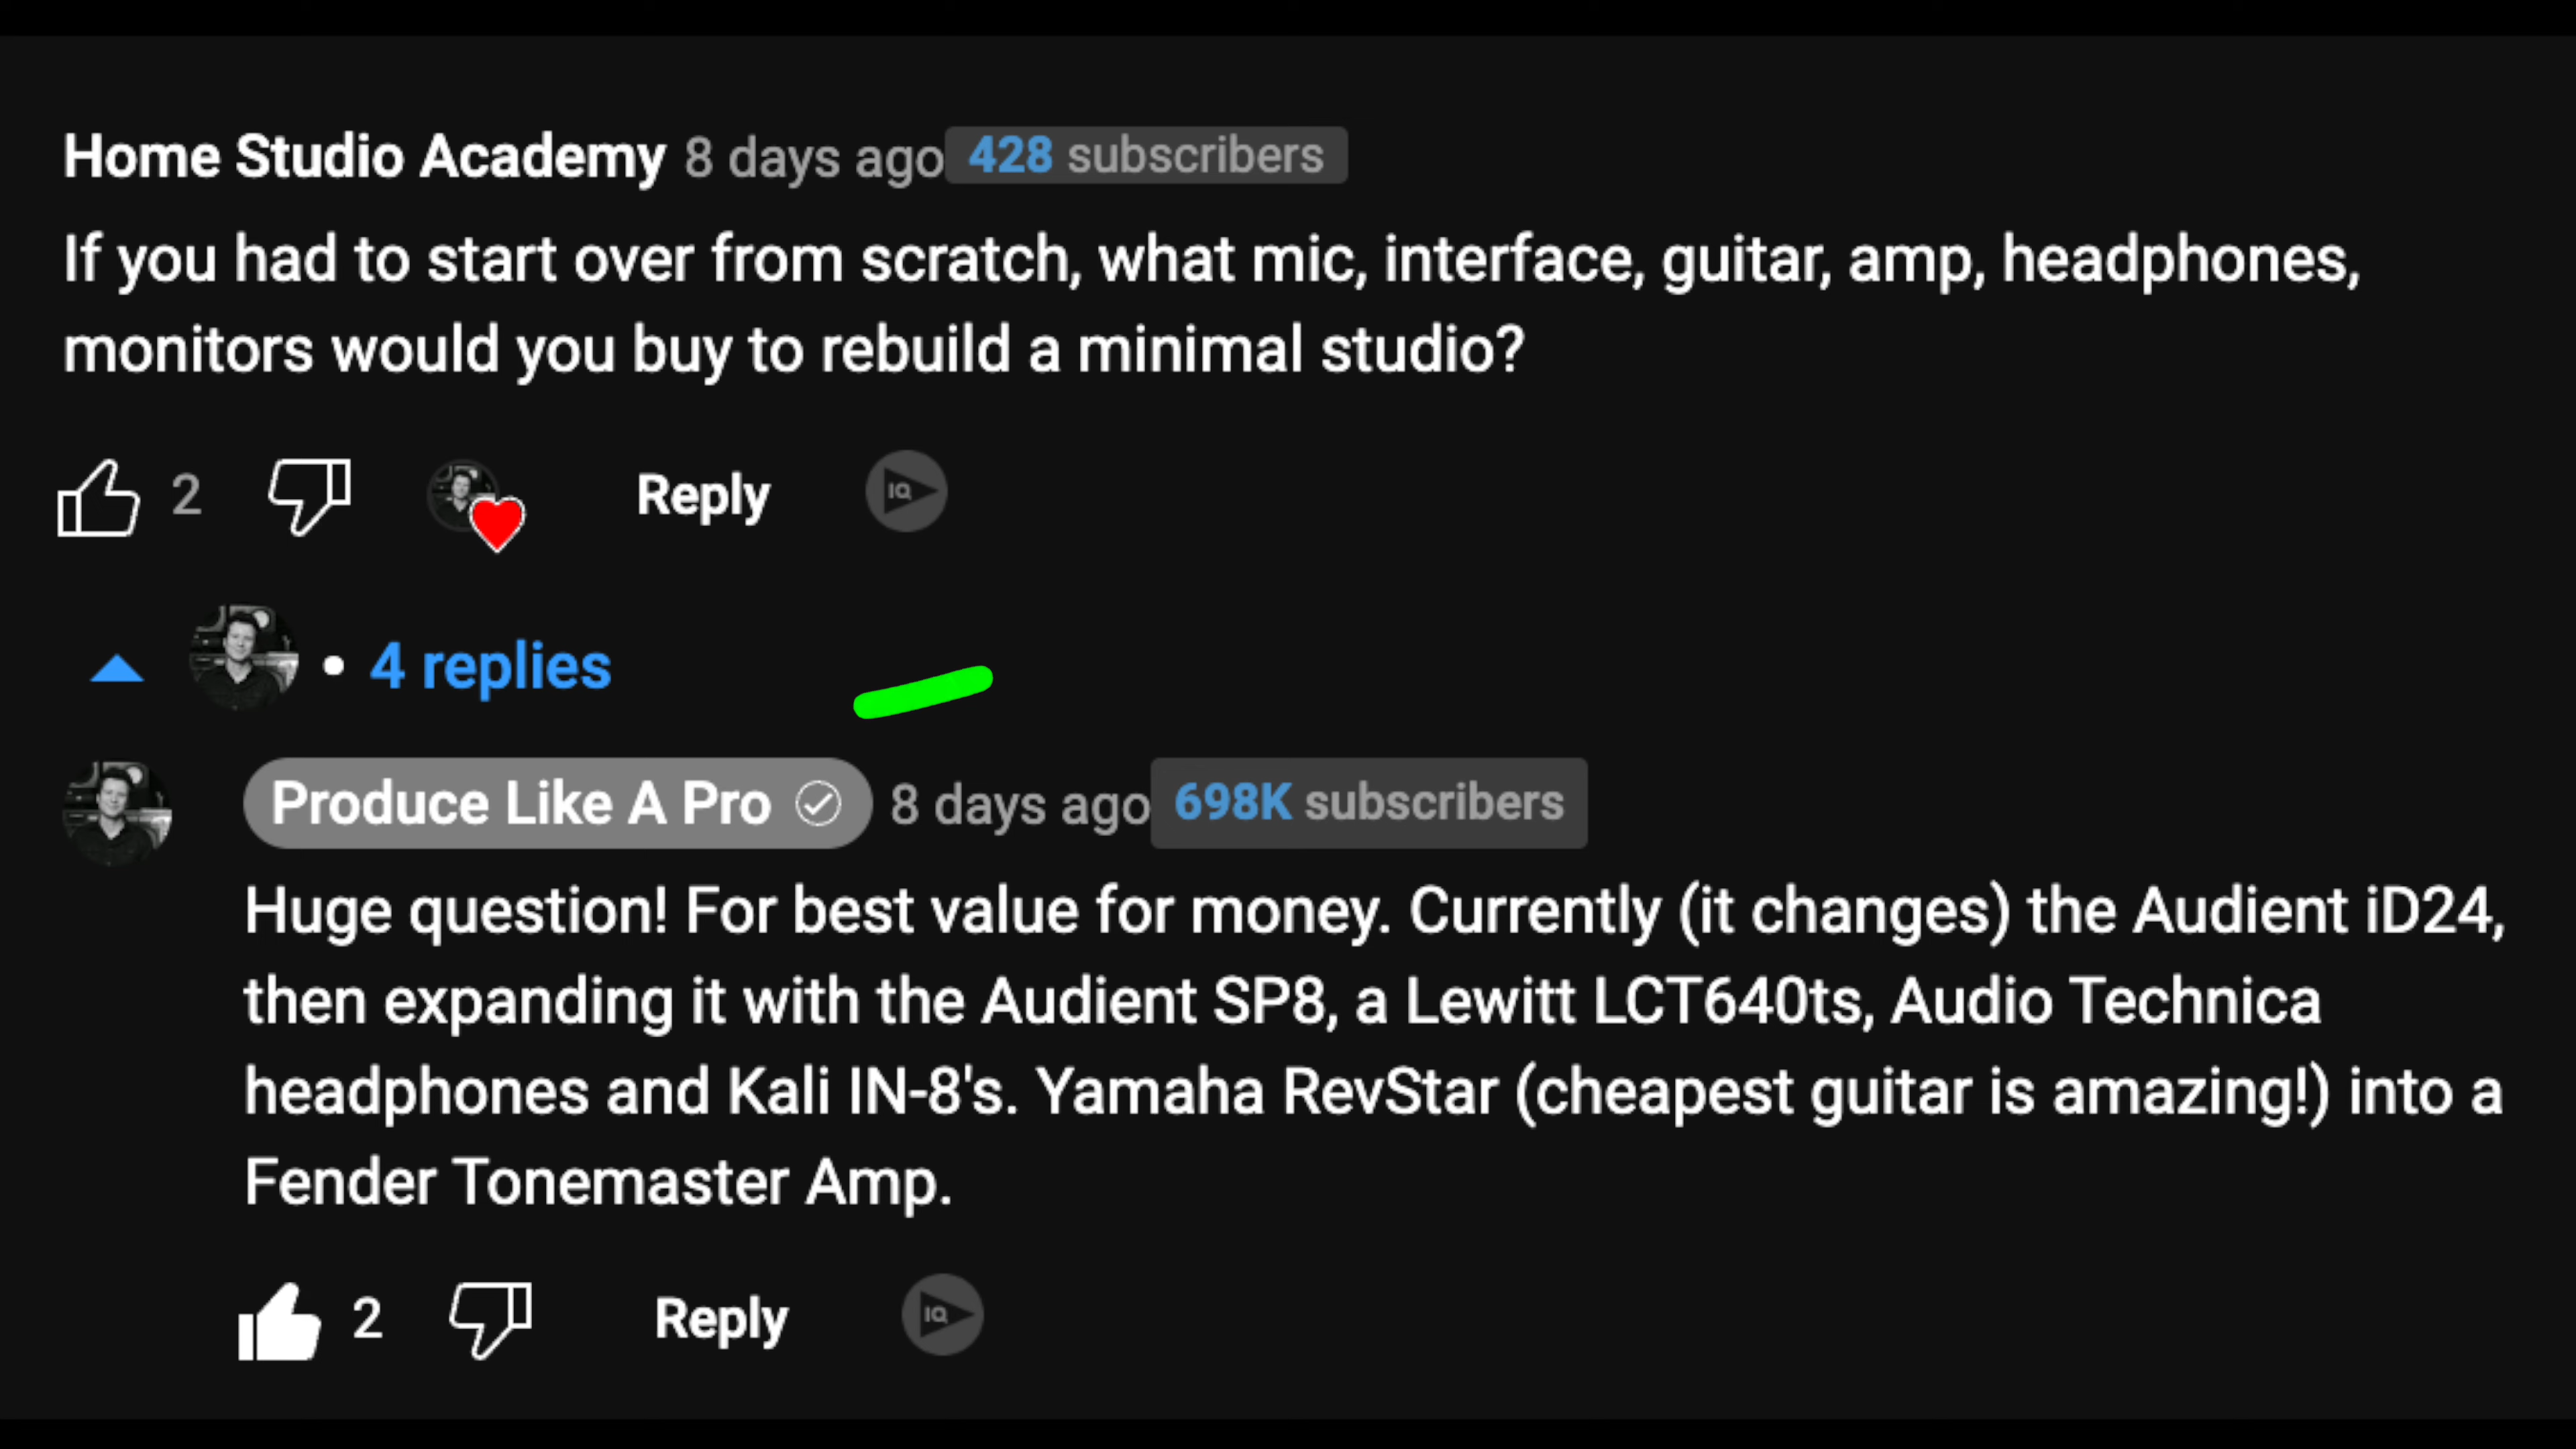 Home Studio Academy 8 days ago 428 subscribers
If you had to start over from scratch, what mic, interface, guitar, amp, headphones,
monitors would you buy to rebuild a minimal studio?
2 Reply IQ
• 4 replies
Produce Like A Pro 8 days ago 698K subscribers
Huge question! For best value for money. Currently (it changes) the Audient iD24,
then expanding it with the Audient SP8, a Lewitt LCT640ts, Audio Technica
headphones and Kali IN-8's. Yamaha RevStar (cheapest guitar is amazing!) into a
Fender Tonemaster Amp.
2 Reply IQ